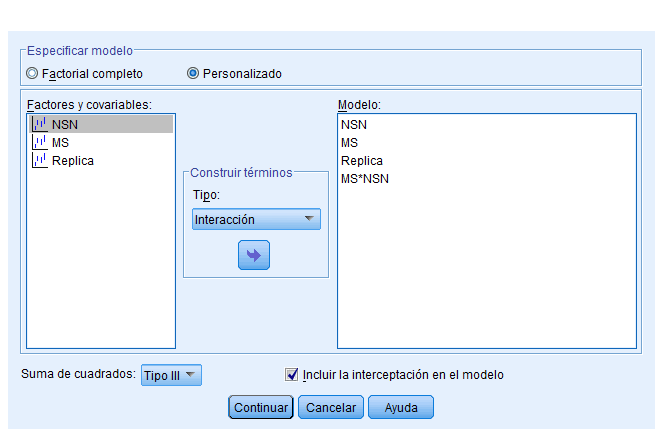 Especificar modelo
Factorial completo
Personalizado
Factores y covariables:
NSN
MS
Replica
Construir términos
Tipo:
Interacción
Modelo:
NSN
MS
Replica
MS*NSN
Suma de cuadrados: Tipo III
Incluir la interceptación en el modelo
Continuar
Cancelar
Ayuda